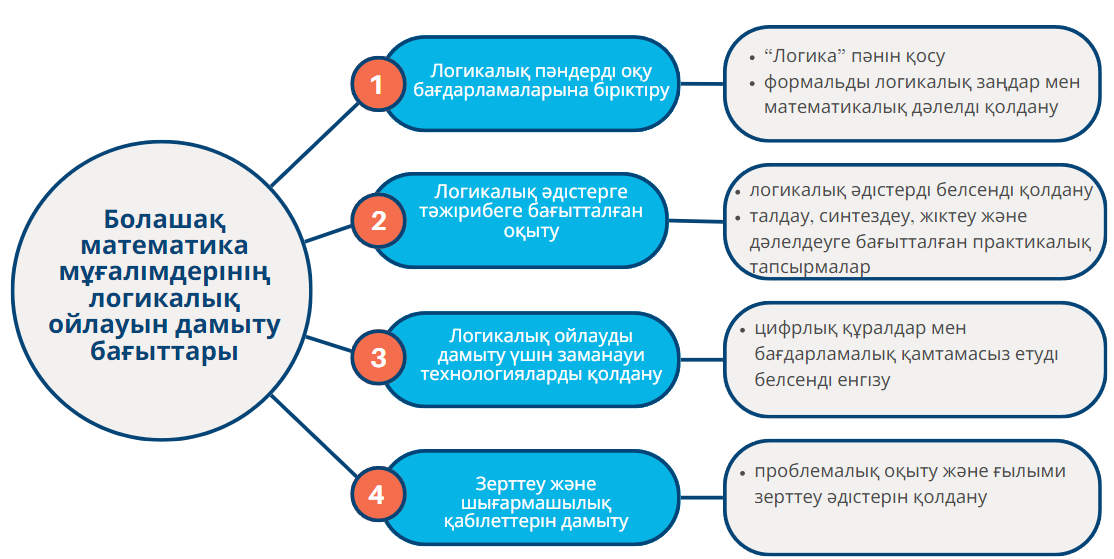 Болашақ
математика
мұғалімдерінің
логикалық
ойлауын дамыту
бағыттары
1
Логикалық пәндерді оқу
бағдарламаларына біріктіру
• “Логика” пәнін қосу
• формальды логикалық заңдар мен
математикалық дәлелді қолдану
2
Логикалық әдістерге
тәжірибеге бағытталған
оқыту
• логикалық әдістерді белсенді қолдану
• талдау, синтездеу, жіктеу және
дәлелдеуге бағытталған практикалық
тапсырмалар
3
Логикалық ойлауды
дамыту үшін заманауи
технологияларды қолдану
• цифрлық құралдар мен
бағдарламалық қамтамасыз етуді
белсенді енгізу
4
Зерттеу және
шығармашылық
қабілеттерін дамыту
• проблемалық оқыту және ғылыми
зерттеу әдістерін қолдану